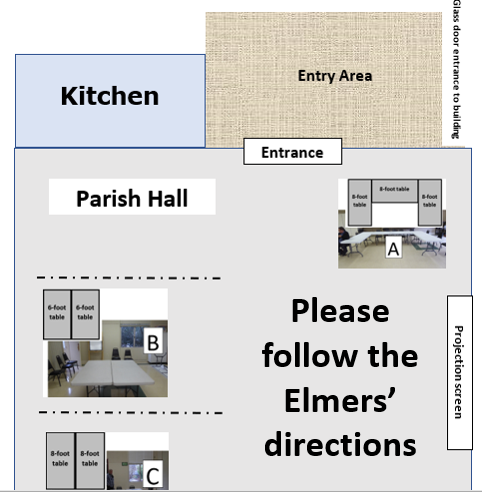 Glass door entrance to building
Entry Area
Kitchen
Entrance
Parish Hall
8-foot
table
8-foot table
8-foot
table
A
6-foot
table
6-foot
table
B
Please
follow the
Elmers’
directions
Projection screen
8-foot
table
8-foot
table
C